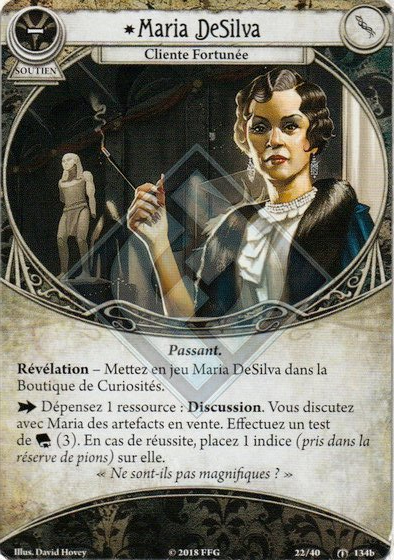 Maria DeSilva
Cliente Fortunée
SOUTIEN
Passant.
Révélation – Mettez en jeu Maria DeSilva dans la
Boutique de Curiosités.
Dépensez 1 ressource : Discussion. Vous discutez
avec Maria des artefacts en vente. Effectuez un test
de (3). En cas de réussite, placez 1 indice (pris dans la
réserve de pions) sur elle.
« Ne sont-ils pas magnifiques ? »
Illus. David Hovey © 2018 FFG 22/40 134b